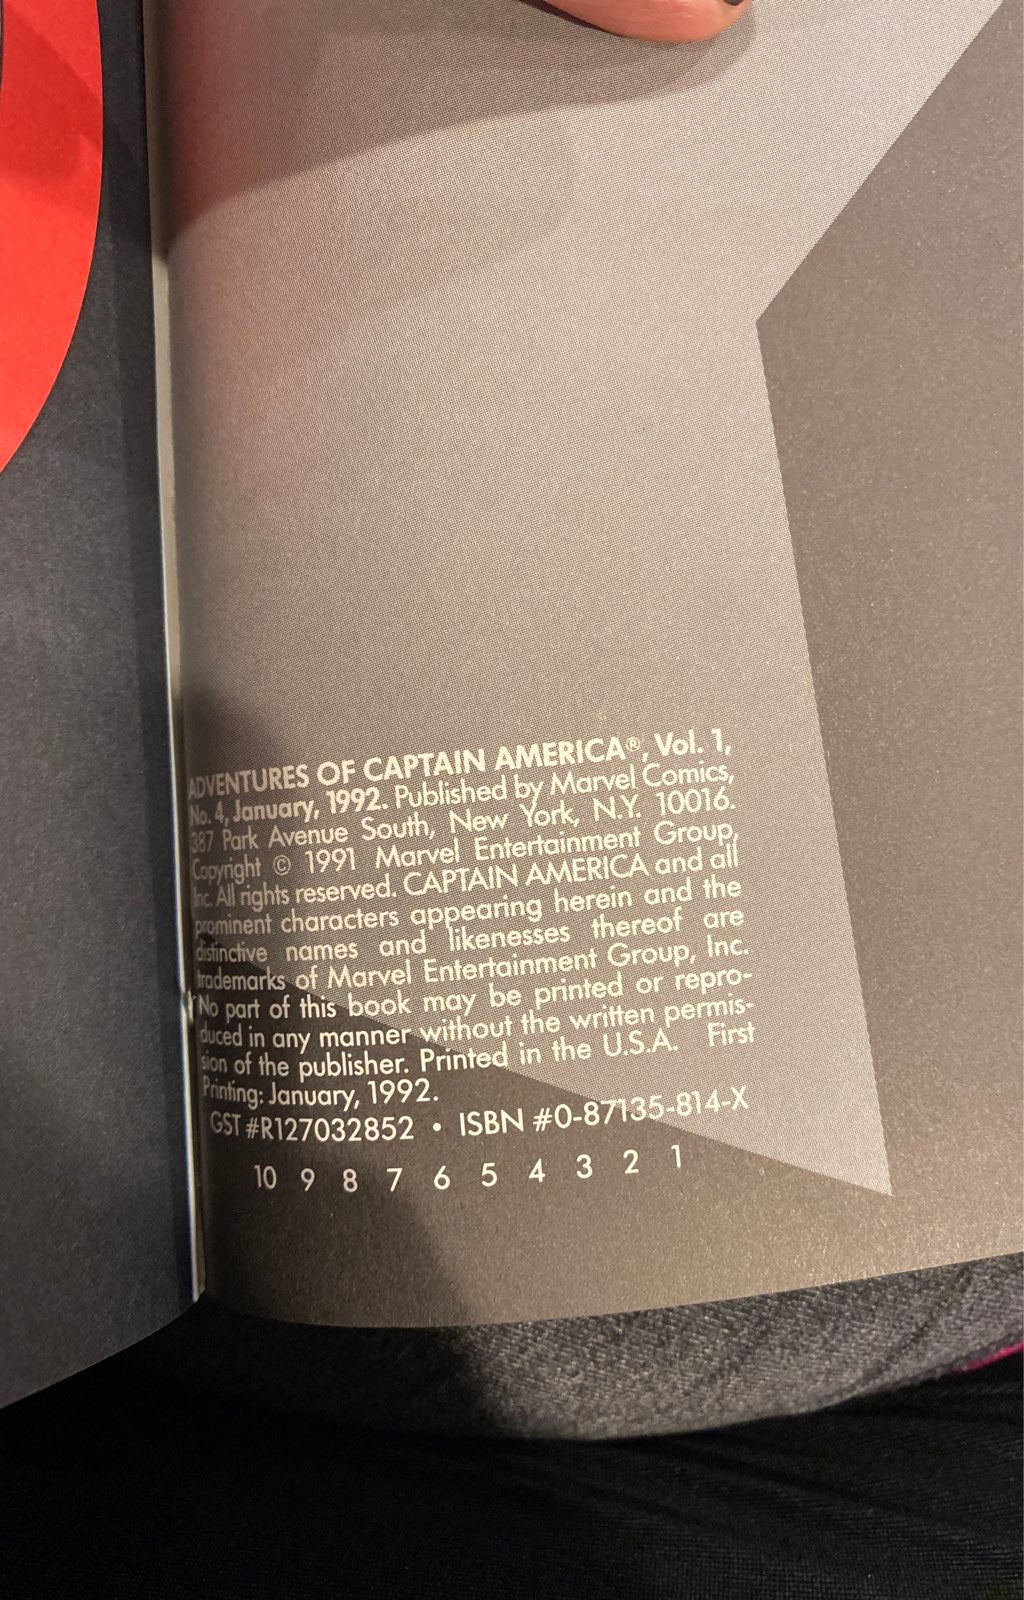 ADVENTURES OF CAPTAIN AMERICA®, Vol. 1,
No. 4, January, 1992. Published by Marvel Comics,
387 Park Avenue South, New York, N.Y. 10016.
Copyright © 1991 Marvel Entertainment Group,
Inc. All rights reserved. CAPTAIN AMERICA and all
prominent characters appearing herein and the
distinctive names and likenesses thereof are
trademarks of Marvel Entertainment Group, Inc.
No part of this book may be printed or repro-
duced in any manner without the written permis-
sion of the publisher. Printed in the U.S.A. First
Printing: January, 1992.
GST #R127032852 • ISBN #0-87135-814-X
10 9 8 7 6 5 4 3 2 1